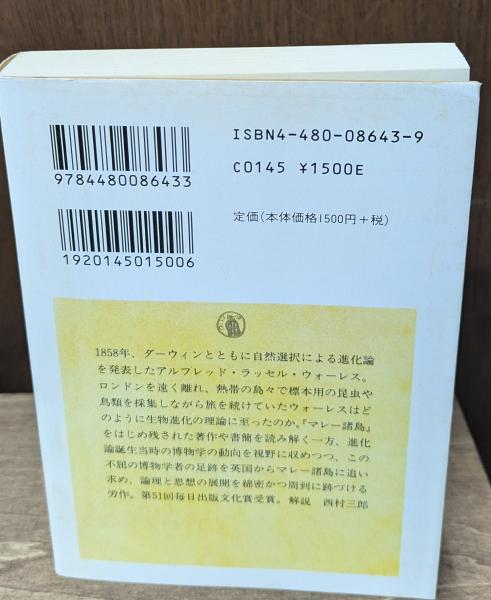 ISBN4-480-08643-9
C0145 ¥1500E
定価(本体価格1500円+税)
9784480086433
1920145015006
1858年、ダーウィンとともに自然選択による進化論
を発表したアルフレッド・ラッセル・ウォーレス。
ロンドンを遠く離れ、熱帯の島々で標本用の昆虫や
鳥類を採集しながら旅を続けていたウォーレスはど
のように生物進化の理論に至ったのか。『マレー諸島』
をはじめ残された著作や書簡を読み解く一方、進化
論誕生当時の博物学の動向を視野に収めつつ、この
不屈の博物学者の足跡を英国からマレー諸島に追い
求め、論理と思想の展開を綿密かつ周到に跡づける
労作。第51回毎日出版文化賞受賞。解説 西村三郎